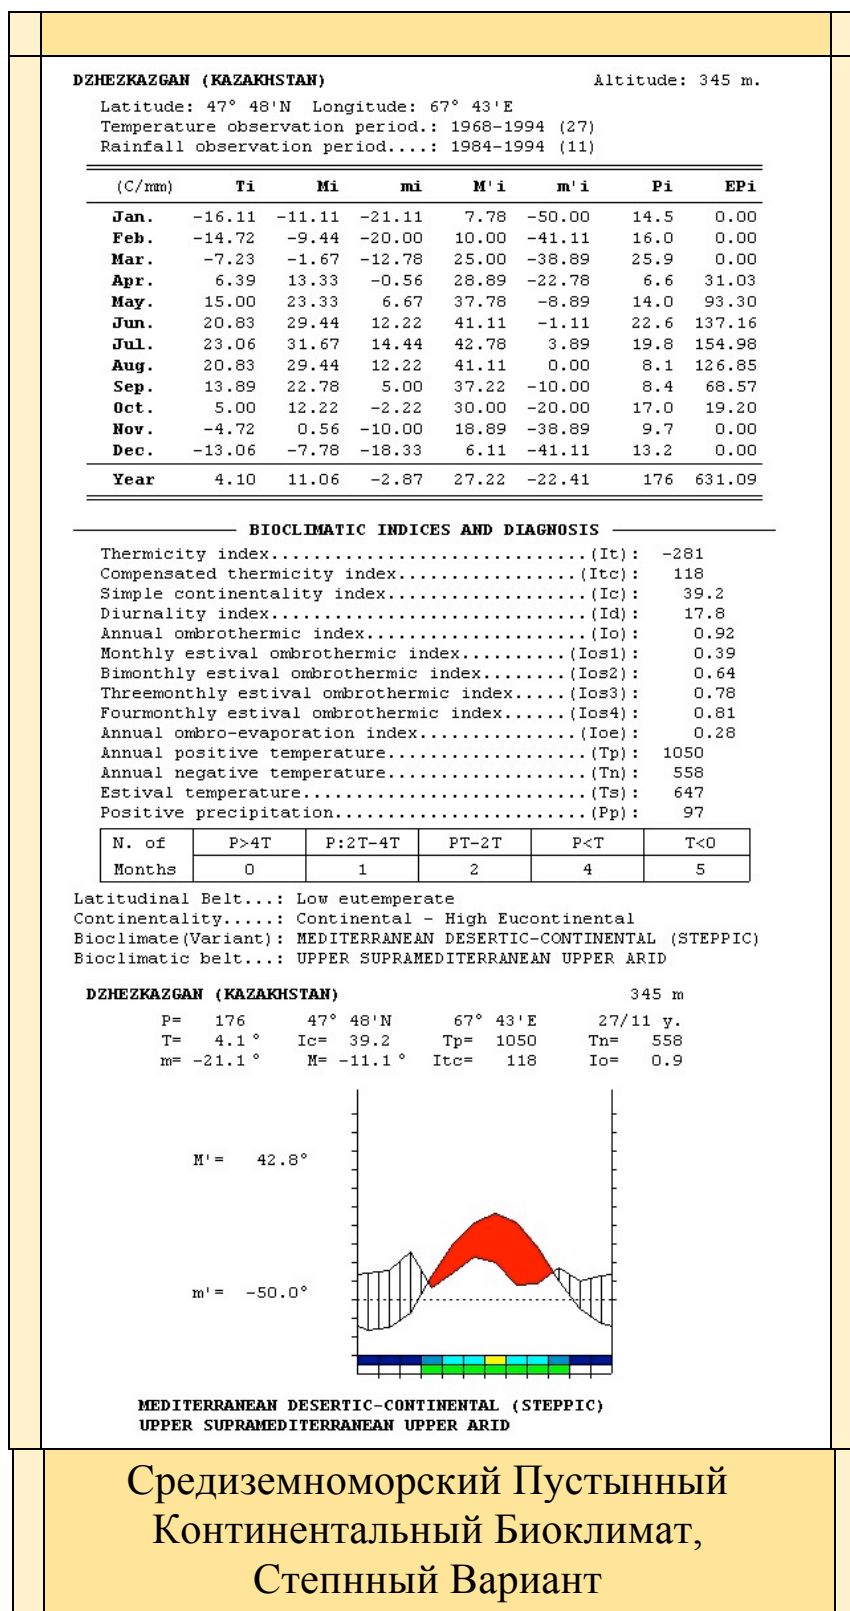 DZHEZKAZGAN (KAZAKHSTAN) Altitude: 345 m.
Latitude: 47° 48'N Longitude: 67° 43'E
Temperature observation period.: 1968-1994 (27)
Rainfall observation period....: 1984-1994 (11)
(C/mm) Ti Mi mi M'i m'i Pi EPi
Jan. -16.11 -11.11 -21.11 7.78 -50.00 14.5 0.00
Feb. -14.72 -9.44 -20.00 10.00 -41.11 16.0 0.00
Mar. -7.23 -1.67 -12.78 25.00 -38.89 25.9 0.00
Apr. 6.39 13.33 -0.56 28.89 -22.78 6.6 31.03
May. 15.00 23.33 6.67 37.78 -8.89 14.0 93.30
Jun. 20.83 29.44 12.22 41.11 -1.11 22.6 137.16
Jul. 23.06 31.67 14.44 42.78 3.89 19.8 154.98
Aug. 20.83 29.44 12.22 41.11 0.00 8.1 126.85
Sep. 13.89 22.78 5.00 37.22 -10.00 8.4 68.57
Oct. 5.00 12.22 -2.22 30.00 -20.00 17.0 19.20
Nov. -4.72 0.56 -10.00 18.89 -38.89 9.7 0.00
Dec. -13.06 -7.78 -18.33 6.11 -41.11 13.2 0.00
Year 4.10 11.06 -2.87 27.22 -22.41 176 631.09
BIOCLIMATIC INDICES AND DIAGNOSIS
Thermicity index..............................(It): -281
Compensated thermicity index.................(Itc): 118
Simple continentality index...................(Ic): 39.2
Diurnality index..............................(Id): 17.8
Annual ombrothermic index.....................(Io): 0.92
Monthly estival ombrothermic index..........(Ios1): 0.39
Bimonthly estival ombrothermic index........(Ios2): 0.64
Threemonthly estival ombrothermic index.....(Ios3): 0.78
Fourmonthly estival ombrothermic index......(Ios4): 0.81
Annual ombro-evaporation index...............(Ioe): 0.28
Annual positive temperature...................(Tp): 1050
Annual negative temperature...................(Tn): 558
Estival temperature...........................(Ts): 647
Positive precipitation........................(Pp): 97
N. of P>4T P:2T-4T PT-2T P<T T<0
Months 0 1 2 4 5
Latitudinal Belt...: Low eutemperate
Continentality.....: Continental - High Eucontinental
Bioclimate(Variant): MEDITERRANEAN DESERTIC-CONTINENTAL (STEPPIC)
Bioclimatic belt...: UPPER SUPRAMEDITERRANEAN UPPER ARID
DZHEZKAZGAN (KAZAKHSTAN) 345 m
P= 176 47° 48'N 67° 43'E 27/11 y.
T= 4.1° Ic= 39.2 Tp= 1050 Tn= 558
m= -21.1° M= -11.1° Itc= 118 Io= 0.9
M'= 42.8°
m'= -50.0°
MEDITERRANEAN DESERTIC-CONTINENTAL (STEPPIC)
UPPER SUPRAMEDITERRANEAN UPPER ARID
Средиземноморский Пустынный
Континентальный Биоклимат,
Степнный Вариант